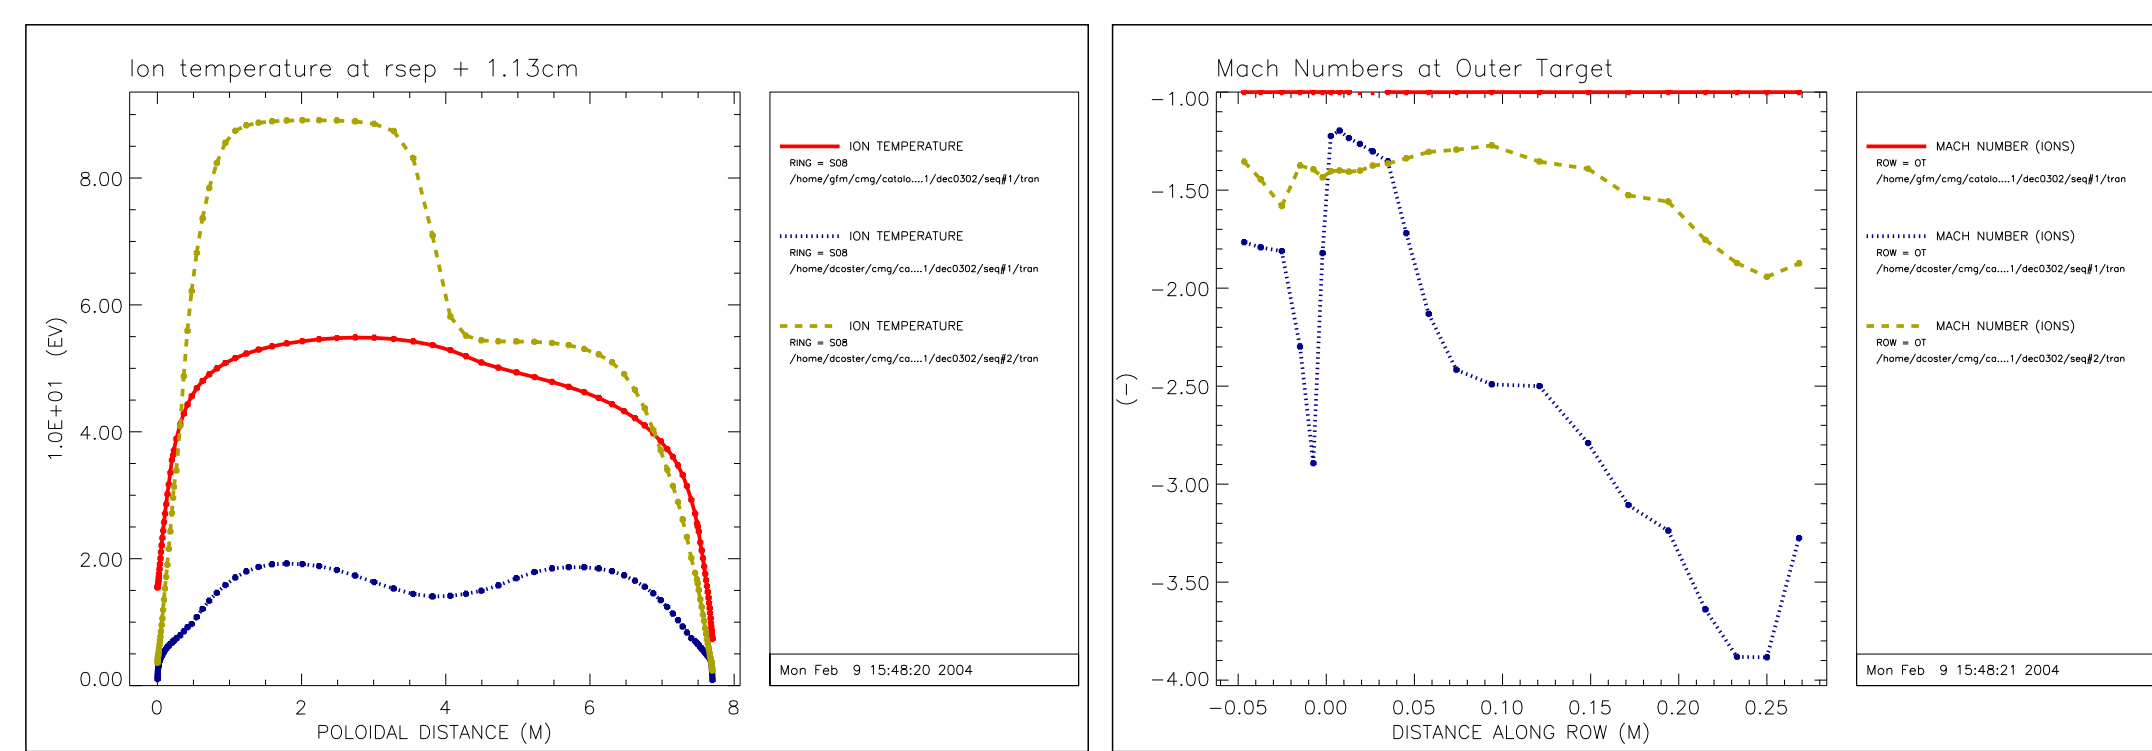 Ion temperature at rsep + 1.13cm
8.00
6.00
4.00
2.00
0.00
1.0E+01 (EV)
0 2 4 6 8
POLOIDAL DISTANCE (M)
ION TEMPERATURE
RING = S08
/home/gfm/cmg/catalo....1/dec0302/seq#1/tran
ION TEMPERATURE
RING = S08
/home/dcoster/cmg/ca....1/dec0302/seq#1/tran
ION TEMPERATURE
RING = S08
/home/dcoster/cmg/ca....1/dec0302/seq#2/tran
Mon Feb 9 15:48:20 2004
Mach Numbers at Outer Target
-1.00
-1.50
-2.00
-2.50
-3.00
-3.50
-4.00
(-)
-0.05 0.00 0.05 0.10 0.15 0.20 0.25
DISTANCE ALONG ROW (M)
MACH NUMBER (IONS)
ROW = OT
/home/gfm/cmg/catalo....1/dec0302/seq#1/tran
MACH NUMBER (IONS)
ROW = OT
/home/dcoster/cmg/ca....1/dec0302/seq#1/tran
MACH NUMBER (IONS)
ROW = OT
/home/dcoster/cmg/ca....1/dec0302/seq#2/tran
Mon Feb 9 15:48:21 2004